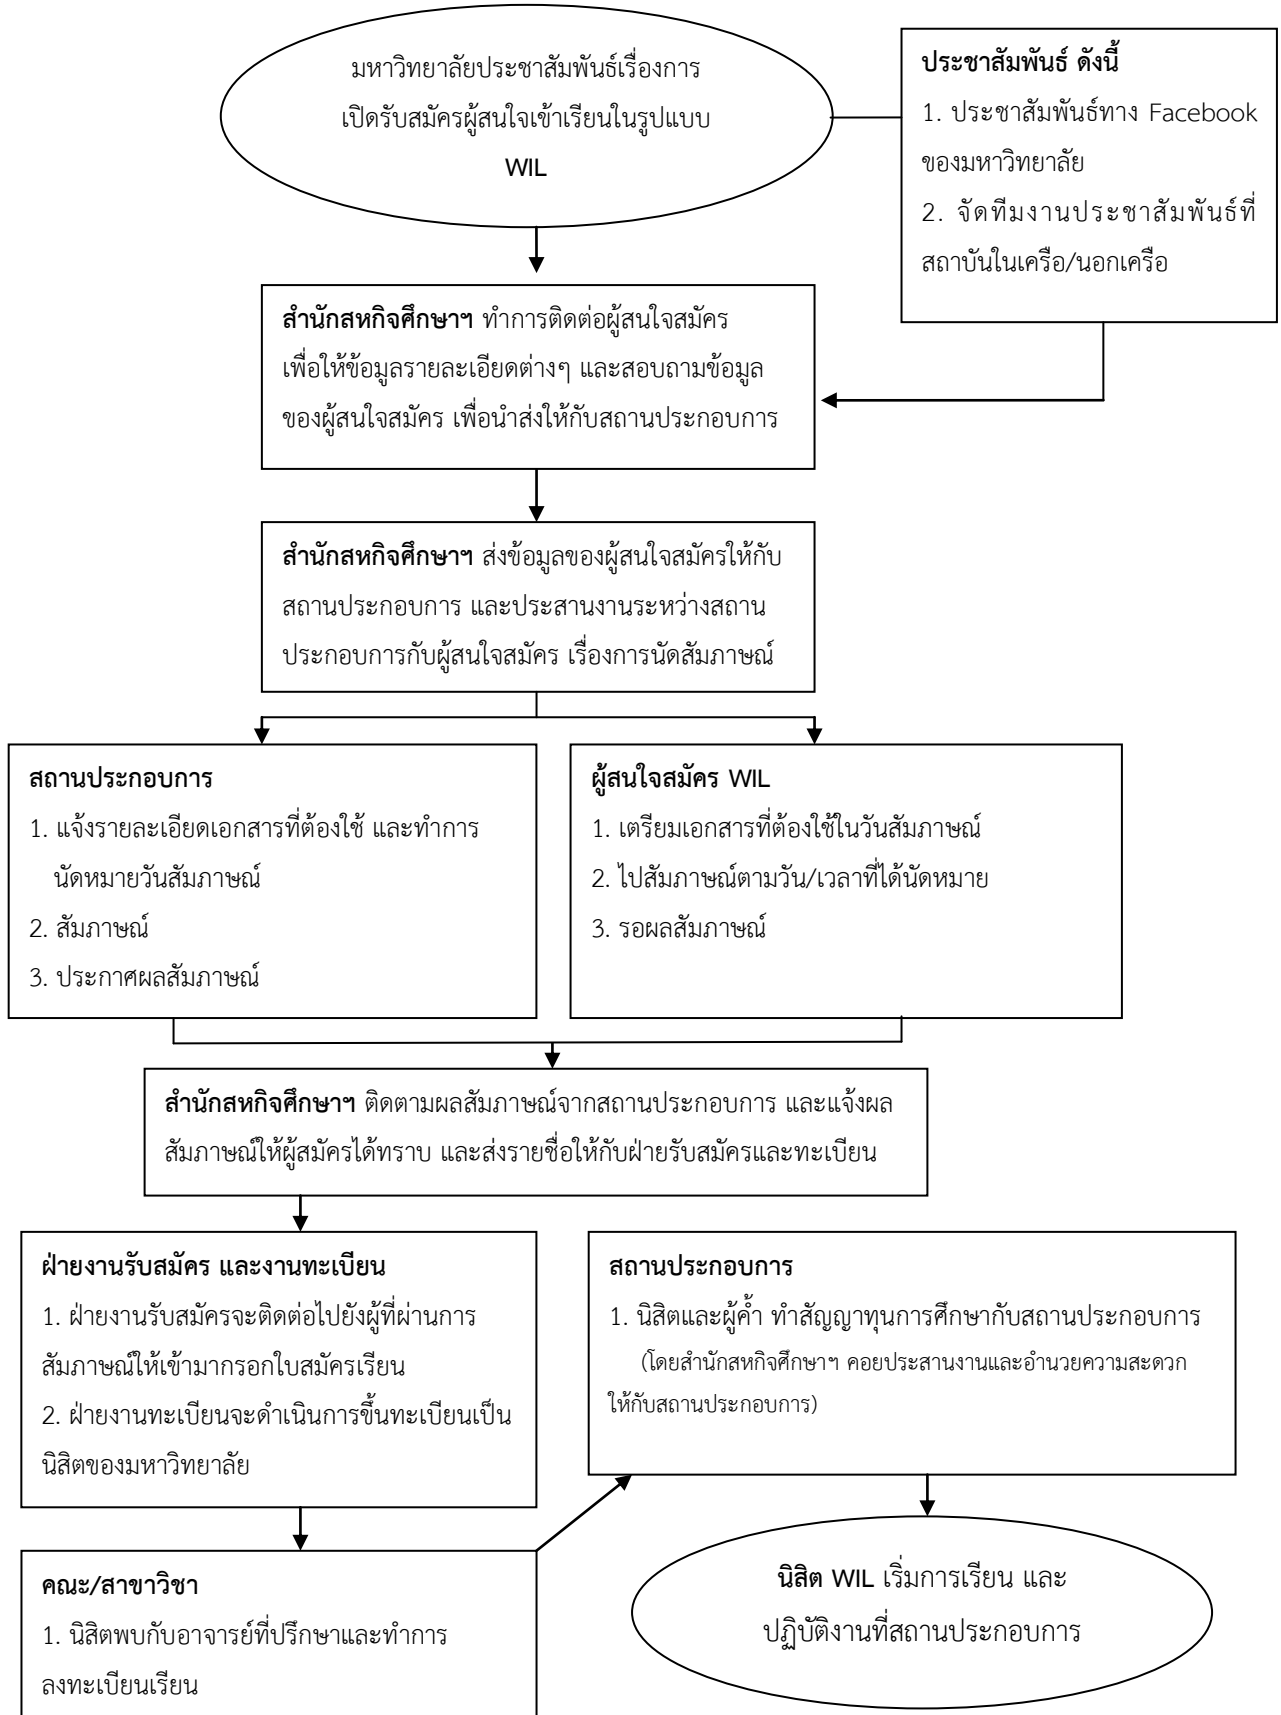 มหาวิทยาลัยประชาสัมพันธ์เรื่องการ
เปิดรับสมัครผู้สนใจเข้าเรียนในรูปแบบ
WIL
ประชาสัมพันธ์ ดังนี้
1. ประชาสัมพันธ์ทาง Facebook
ของมหาวิทยาลัย
2. จัดทีมงานประชาสัมพันธ์ที่
สถาบันในเครือ/นอกเครือ
สำนักสหกิจศึกษาฯ ทำการติดต่อผู้สนใจสมัคร
เพื่อให้ข้อมูลรายละเอียดต่างๆ และสอบถามข้อมูล
ของผู้สนใจสมัคร เพื่อนำส่งให้กับสถานประกอบการ
สำนักสหกิจศึกษาฯ ส่งข้อมูลของผู้สนใจสมัครให้กับ
สถานประกอบการ และประสานงานระหว่างสถาน
ประกอบการกับผู้สนใจสมัคร เรื่องการนัดสัมภาษณ์
สถานประกอบการ
1. แจ้งรายละเอียดเอกสารที่ต้องใช้ และทำการ
นัดหมายวันสัมภาษณ์
2. สัมภาษณ์
3. ประกาศผลสัมภาษณ์
ผู้สนใจสมัคร WIL
1. เตรียมเอกสารที่ต้องใช้ในวันสัมภาษณ์
2. ไปสัมภาษณ์ตามวัน/เวลาที่ได้นัดหมาย
3. รอผลสัมภาษณ์
สำนักสหกิจศึกษาฯ ติดตามผลสัมภาษณ์จากสถานประกอบการ และแจ้งผล
สัมภาษณ์ให้ผู้สมัครได้ทราบ และส่งรายชื่อให้กับฝ่ายรับสมัครและทะเบียน
ฝ่ายงานรับสมัคร และงานทะเบียน
1. ฝ่ายงานรับสมัครจะติดต่อไปยังผู้ที่ผ่านการ
สัมภาษณ์ให้เข้ามากรอกใบสมัครเรียน
2. ฝ่ายงานทะเบียนจะดำเนินการขึ้นทะเบียนเป็น
นิสิตของมหาวิทยาลัย
สถานประกอบการ
1. นิสิตและผู้ค้ำ ทำสัญญาทุนการศึกษากับสถานประกอบการ
(โดยสำนักสหกิจศึกษาฯ คอยประสานงานและอำนวยความสะดวก
ให้กับสถานประกอบการ)
คณะ/สาขาวิชา
1. นิสิตพบกับอาจารย์ที่ปรึกษาและทำการ
ลงทะเบียนเรียน
นิสิต WIL เริ่มการเรียน และ
ปฏิบัติงานที่สถานประกอบการ